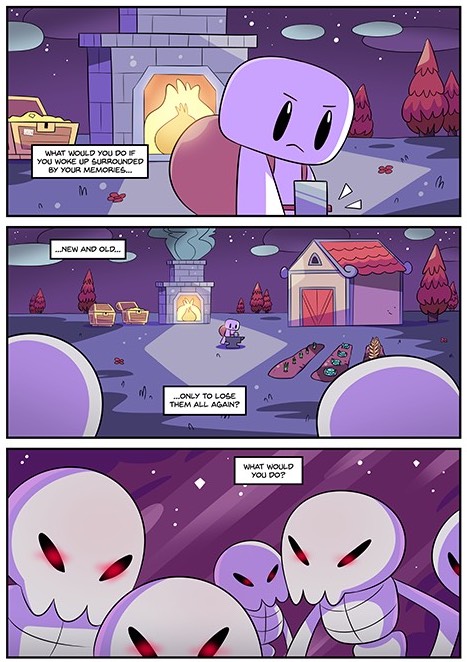 WHAT WOULD YOU DO IF
YOU WOKE UP SURROUNDED
BY YOUR MEMORIES...
...NEW AND OLD...
...ONLY TO LOSE
THEM ALL AGAIN?
WHAT WOULD
YOU DO?